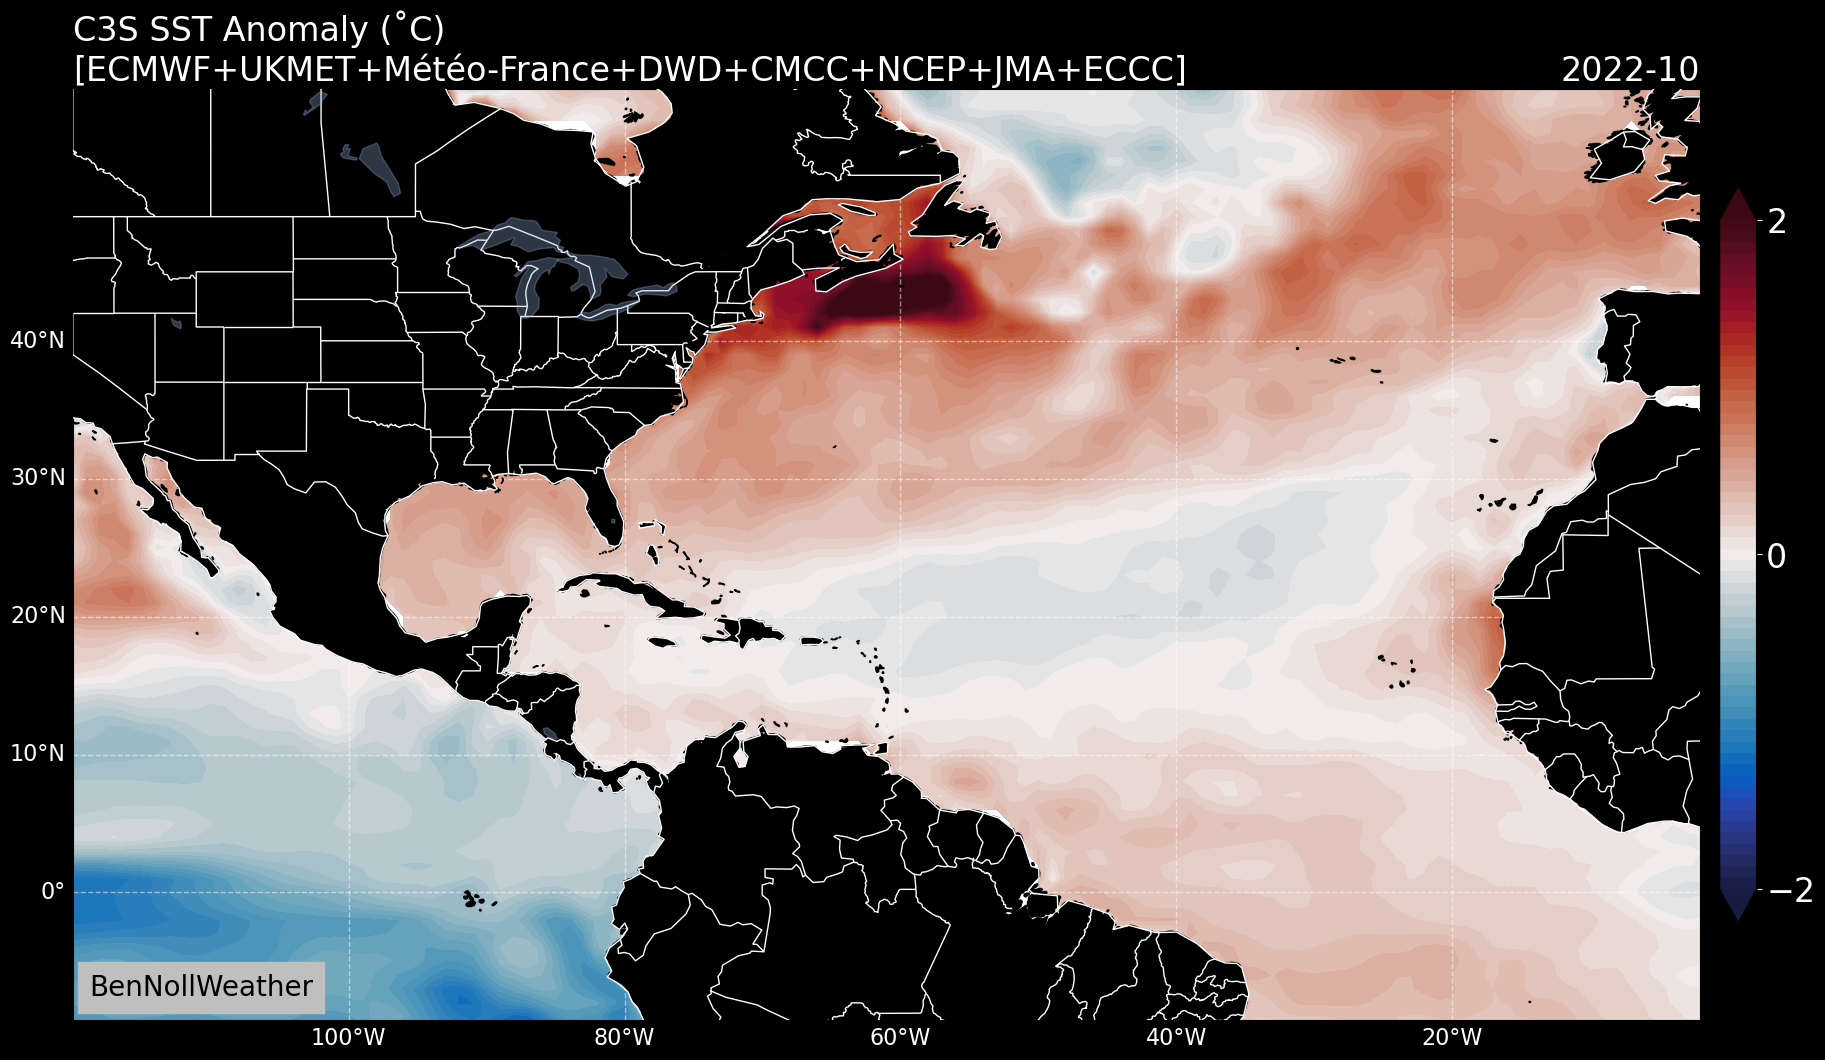 C3S SST Anomaly (˚C)
[ECMWF+UKMET+Météo-France+DWD+CMCC+NCEP+JMA+ECCC] 2022-10
40°N
30°N
20°N
10°N
0°
100°W 80°W 60°W 40°W 20°W
2
0
−2
BenNollWeather